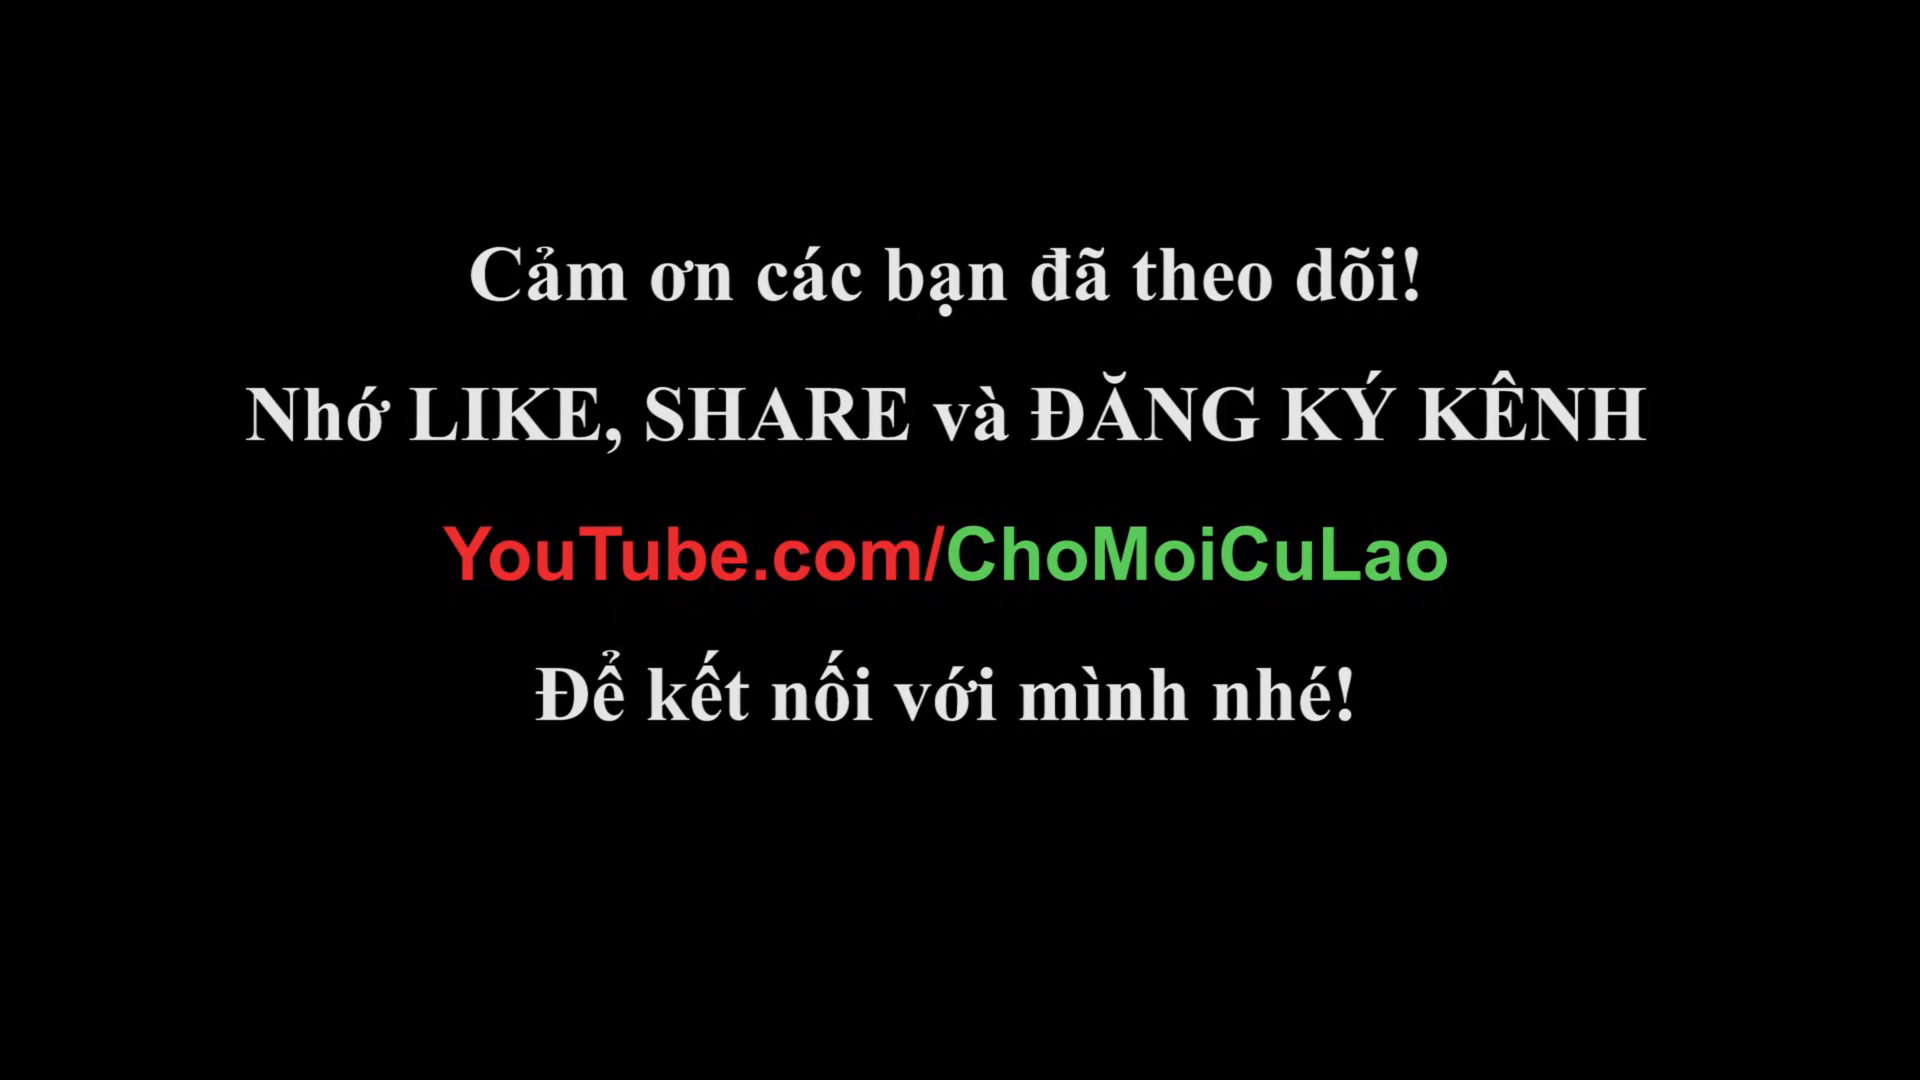 Cảm ơn các bạn đã theo dõi!
Nhớ LIKE, SHARE và ĐĂNG KÝ KÊNH
YouTube.com/ChoMoiCuLao
Để kết nối với mình nhé!